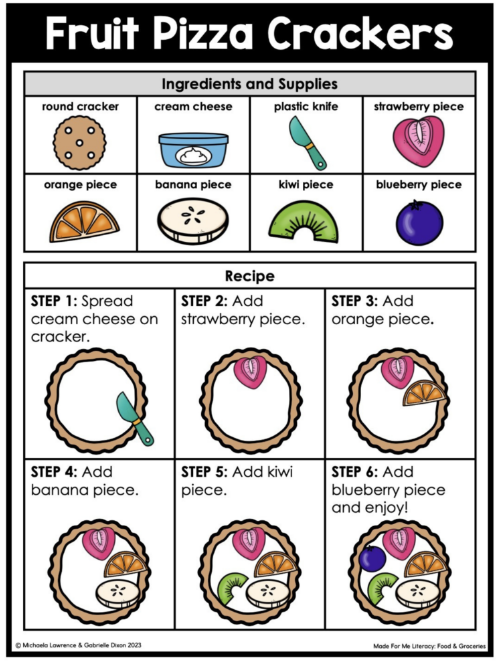 Fruit Pizza Crackers
Ingredients and Supplies
round cracker
cream cheese
plastic knife
strawberry piece
orange piece
banana piece
kiwi piece
blueberry piece
Recipe
STEP 1: Spread
cream cheese on
cracker.
STEP 2: Add
strawberry piece.
STEP 3: Add
orange piece.
STEP 4: Add
banana piece.
STEP 5: Add kiwi
piece.
STEP 6: Add
blueberry piece
and enjoy!
© Michaela Lawrence & Gabrielle Dixon 2023
Made For Me Literacy: Food & Groceries